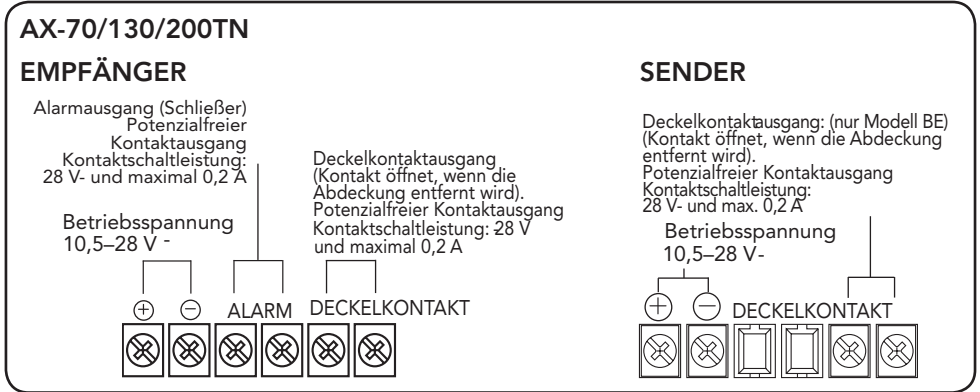 AX-70/130/200TN
EMPFÄNGER
Alarmausgang (Schließer)
Potenzialfreier
Kontaktausgang
Kontaktschaltleistung:
28 V- und maximal 0,2 A
Betriebsspannung
10,5–28 V -
Deckelkontaktausgang
(Kontakt öffnet, wenn die
Abdeckung entfernt wird).
Potenzialfreier Kontaktausgang
Kontaktschaltleistung: 28 V
und maximal 0,2 A
+ − ALARM DECKELKONTAKT
SENDER
Deckelkontaktausgang: (nur Modell BE)
(Kontakt öffnet, wenn die Abdeckung
entfernt wird).
Potenzialfreier Kontaktausgang
Kontaktschaltleistung:
28 V- und max. 0,2 A
Betriebsspannung
10,5–28 V-
+ − DECKELKONTAKT